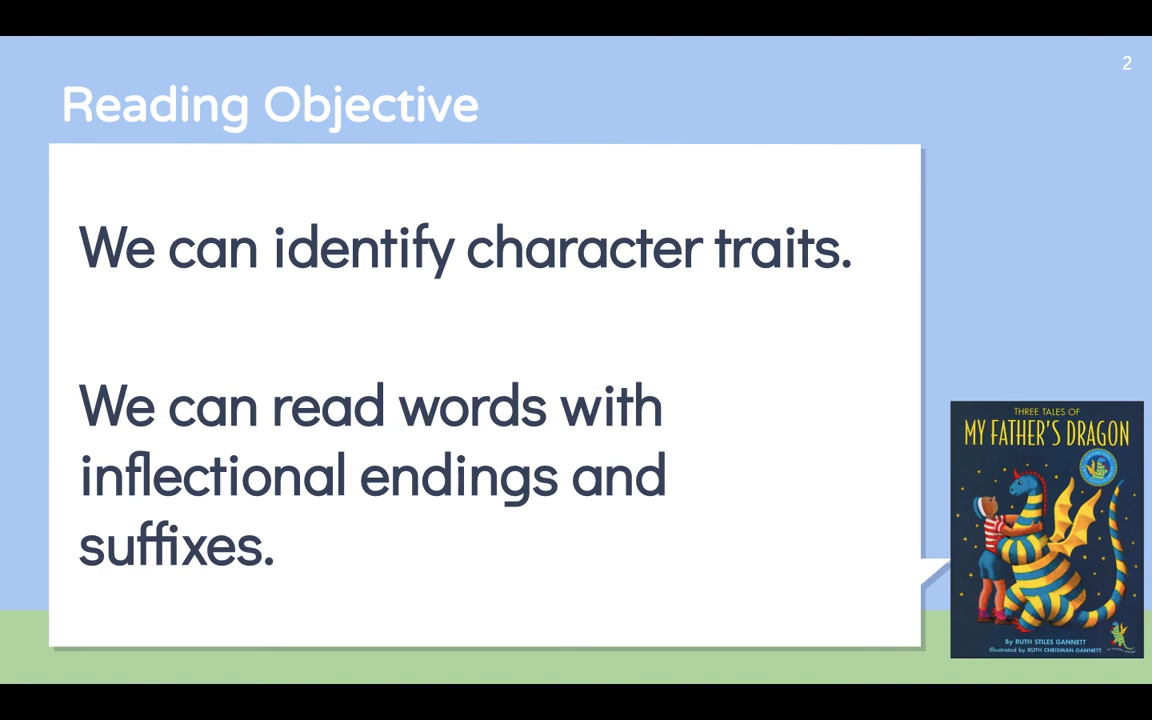 2
Reading Objective
We can identify character traits.
We can read words with
inflectional endings and
suffixes.
THREE TALES OF
MY FATHER'S DRAGON
By RUTH STILES GANNETT
Illustrated by RUTH CHRISMAN GANNETT